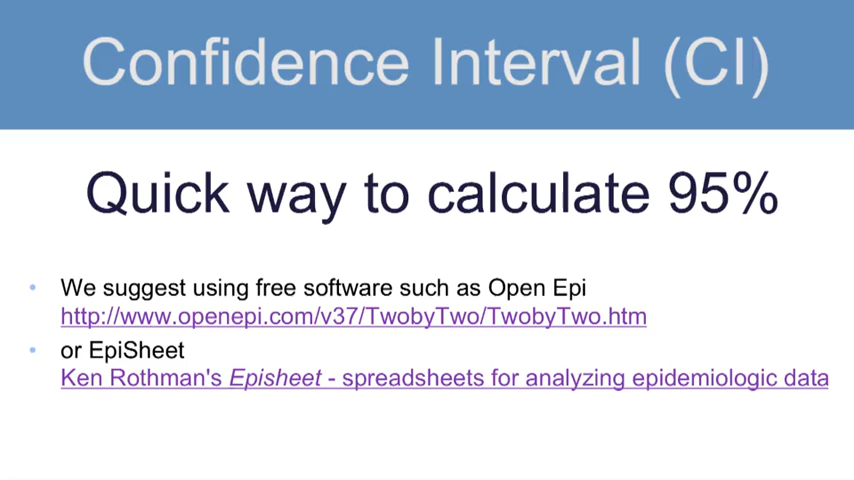 Confidence Interval (CI)
Quick way to calculate 95%
• We suggest using free software such as Open Epi
http://www.openepi.com/v37/TwobyTwo/TwobyTwo.htm
• or EpiSheet
Ken Rothman's Episheet - spreadsheets for analyzing epidemiologic data